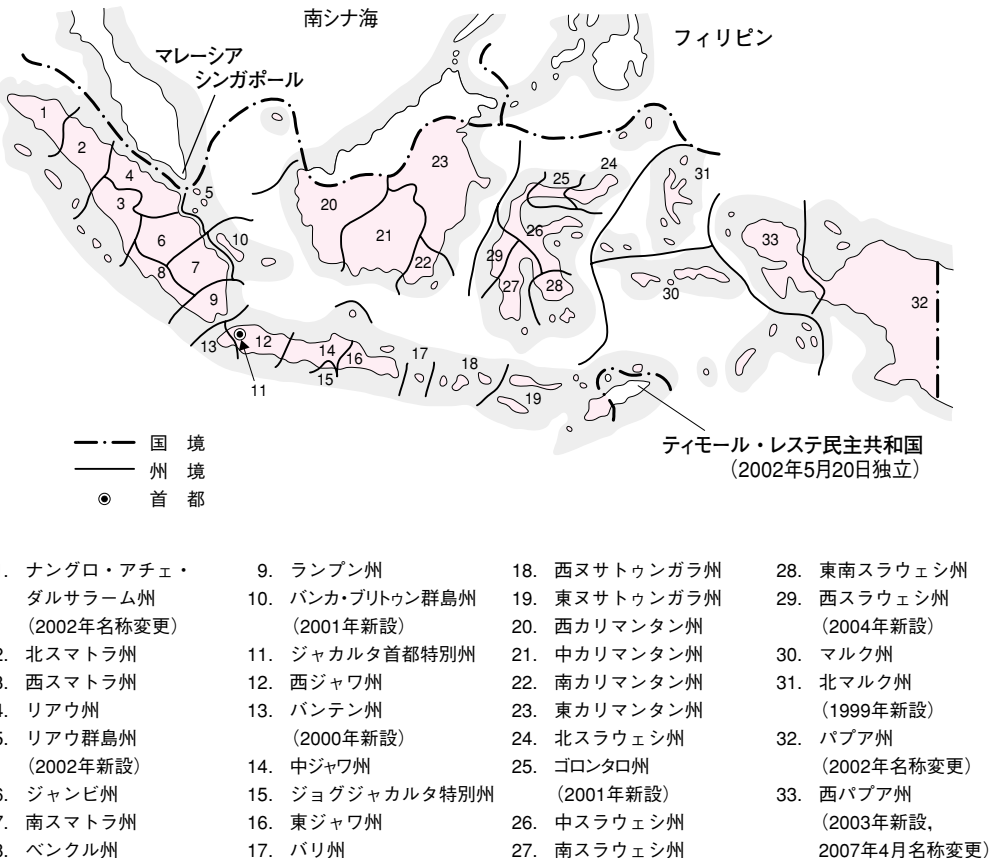 南シナ海
フィリピン
マレーシア
シンガポール
1
2
3
4
5
6
7
8
9
10
11
12
13
14
15
16
17
18
19
20
21
22
23
24
25
26
27
28
29
30
31
32
33
ティモール・レステ民主共和国
(2002年5月20日独立)
国 境
州 境
首 都
. ナングロ・アチェ・
ダルサラーム州
(2002年名称変更)
2. 北スマトラ州
3. 西スマトラ州
4. リアウ州
5. リアウ群島州
(2002年新設)
6. ジャンビ州
7. 南スマトラ州
8. ベンクル州
9. ランプン州
10. バンカ・ブリトゥン群島州
(2001年新設)
11. ジャカルタ首都特別州
12. 西ジャワ州
13. バンテン州
(2000年新設)
14. 中ジャワ州
15. ジョグジャカルタ特別州
16. 東ジャワ州
17. バリ州
18. 西ヌサトゥンガラ州
19. 東ヌサトゥンガラ州
20. 西カリマンタン州
21. 中カリマンタン州
22. 南カリマンタン州
23. 東カリマンタン州
24. 北スラウェシ州
25. ゴロンタロ州
(2001年新設)
26. 中スラウェシ州
27. 南スラウェシ州
28. 東南スラウェシ州
29. 西スラウェシ州
(2004年新設)
30. マルク州
31. 北マルク州
(1999年新設)
32. パプア州
(2002年名称変更)
33. 西パプア州
(2003年新設,
2007年4月名称変更)